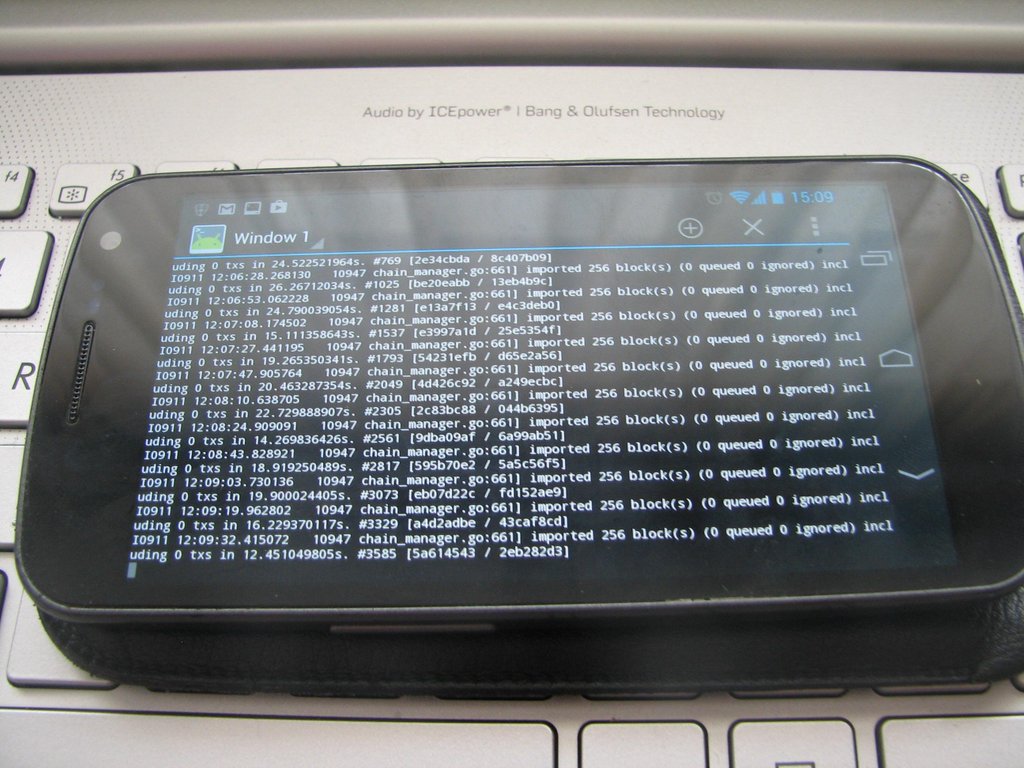 Audio by ICEpower® | Bang & Olufsen Technology
f4
f5
f6
se
R
15:09
Window 1
uding 0 txs in 24.522521964s. #769 [2e34cbda / 8c407b09]
I0911 12:06:28.268130 10947 chain_manager.go:661] imported 256 block(s) (0 queued 0 ignored) incl
uding 0 txs in 26.26712034s. #1025 [be20eabb / 13eb4b9c]
I0911 12:06:53.062228 10947 chain_manager.go:661] imported 256 block(s) (0 queued 0 ignored) incl
uding 0 txs in 24.790039054s. #1281 [e13a7f13 / e4c3deb0]
I0911 12:07:08.174502 10947 chain_manager.go:661] imported 256 block(s) (0 queued 0 ignored) incl
uding 0 txs in 15.111358643s. #1537 [e3997a1d / 25e5354f]
I0911 12:07:27.441195 10947 chain_manager.go:661] imported 256 block(s) (0 queued 0 ignored) incl
uding 0 txs in 19.265350341s. #1793 [54231efb / d65e2a56]
I0911 12:07:47.905764 10947 chain_manager.go:661] imported 256 block(s) (0 queued 0 ignored) incl
uding 0 txs in 20.463287354s. #2049 [4d426c92 / a249ecbc]
I0911 12:08:10.638705 10947 chain_manager.go:661] imported 256 block(s) (0 queued 0 ignored) incl
uding 0 txs in 22.729888907s. #2305 [2c83bc88 / 044b6395]
I0911 12:08:24.909091 10947 chain_manager.go:661] imported 256 block(s) (0 queued 0 ignored) incl
uding 0 txs in 14.269836426s. #2561 [9dba09af / 6a99ab51]
I0911 12:08:43.828921 10947 chain_manager.go:661] imported 256 block(s) (0 queued 0 ignored) incl
uding 0 txs in 18.919250489s. #2817 [595b70e2 / 5a5c56f5]
I0911 12:09:03.730136 10947 chain_manager.go:661] imported 256 block(s) (0 queued 0 ignored) incl
uding 0 txs in 19.900024405s. #3073 [eb07d22c / fd152ae9]
I0911 12:09:19.962802 10947 chain_manager.go:661] imported 256 block(s) (0 queued 0 ignored) incl
uding 0 txs in 16.229370117s. #3329 [a4d2adbe / 43caf8cd]
I0911 12:09:32.415072 10947 chain_manager.go:661] imported 256 block(s) (0 queued 0 ignored) incl
uding 0 txs in 12.451049805s. #3585 [5a614543 / 2eb282d3]